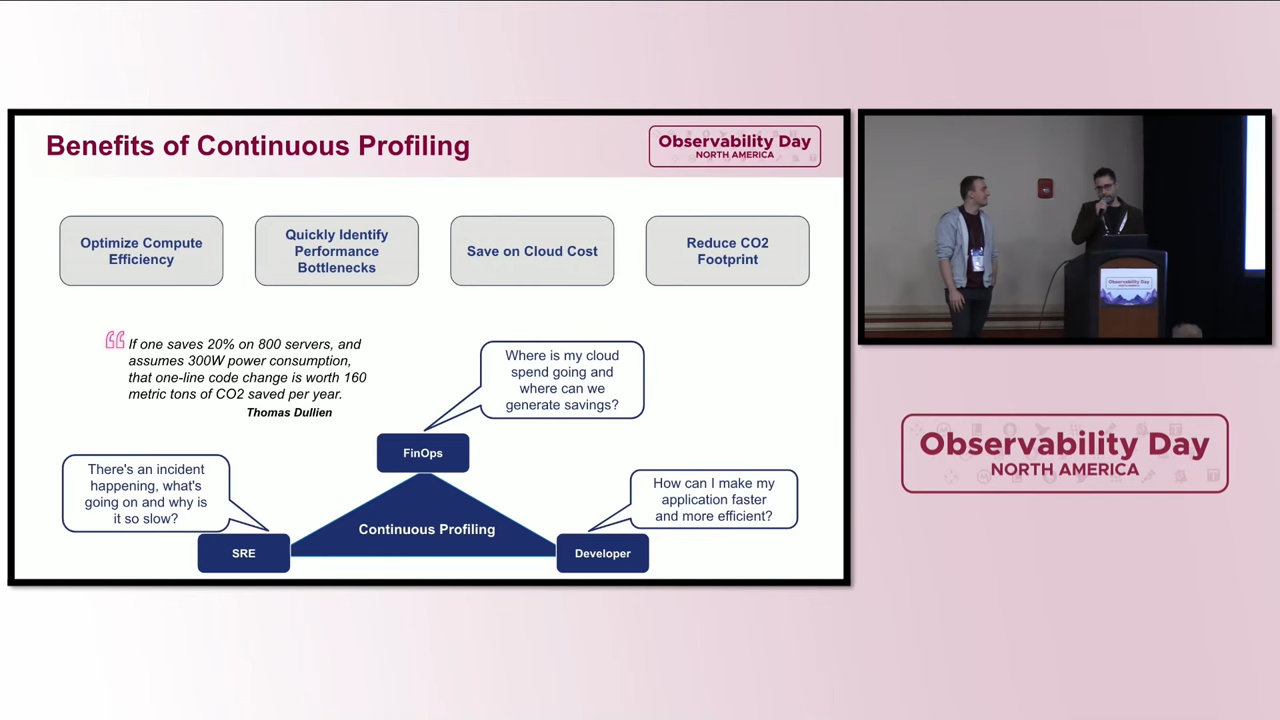 Benefits of Continuous Profiling
Observability Day
NORTH AMERICA
Optimize Compute
Efficiency
Quickly Identify
Performance
Bottlenecks
Save on Cloud Cost
Reduce CO2
Footprint
If one saves 20% on 800 servers, and
assumes 300W power consumption,
that one-line code change is worth 160
metric tons of CO2 saved per year.
Thomas Dullien
Where is my cloud
spend going and
where can we
generate savings?
FinOps
There's an incident
happening, what's
going on and why is
it so slow?
How can I make my
application faster
and more efficient?
Continuous Profiling
SRE
Developer
Observability Day
Observability Day
NORTH AMERICA